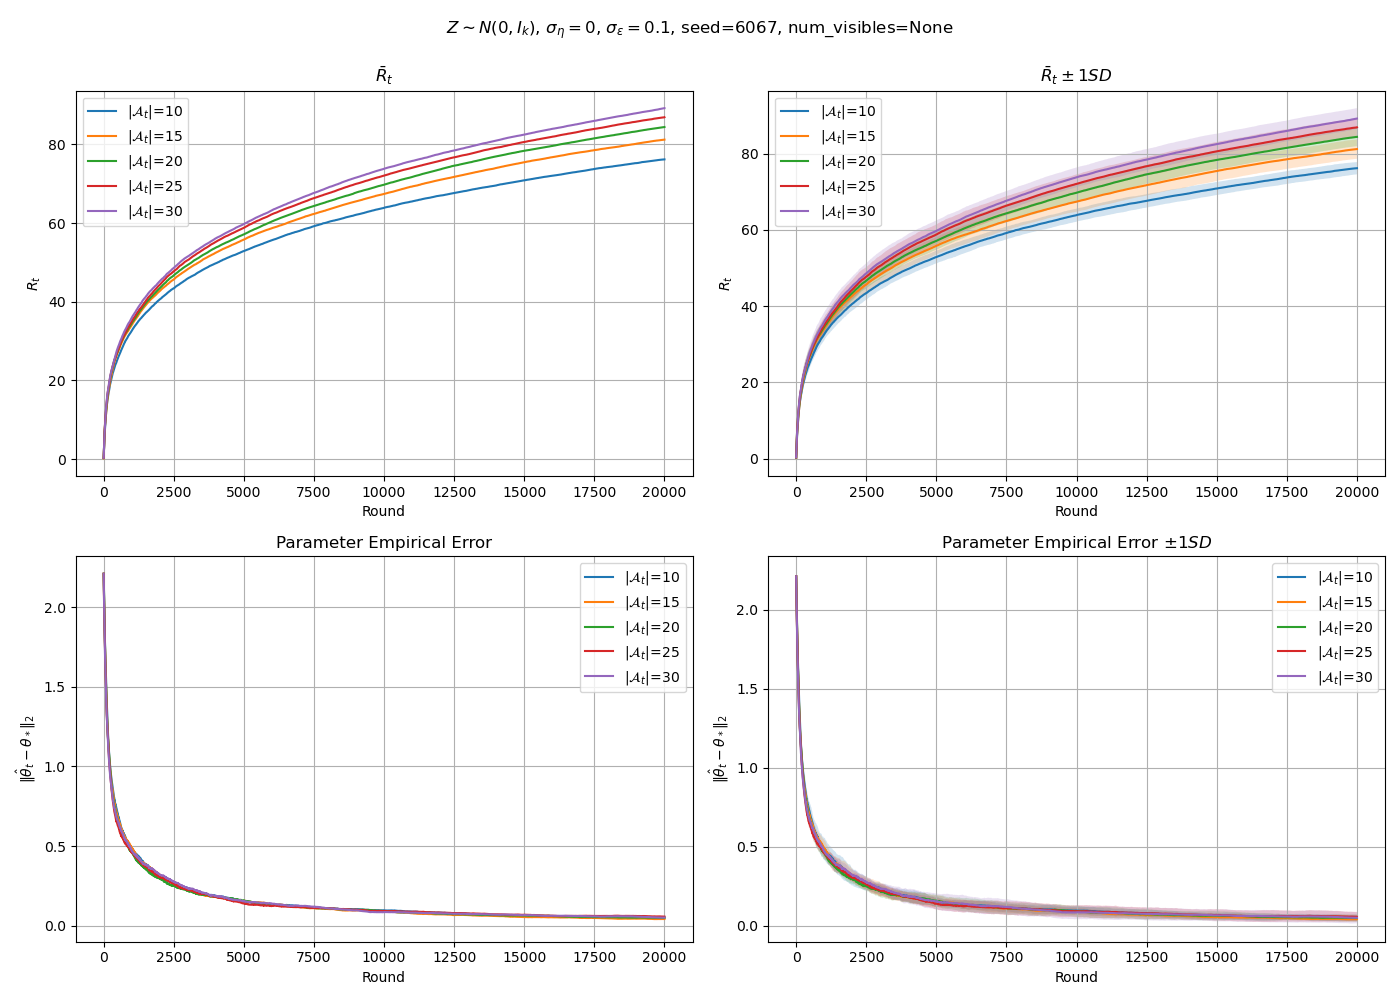 Z ∼ N(0, I_k), σ_η = 0, σ_ε = 0.1, seed=6067, num_visibles=None
R̄_t
R_t
80
60
40
20
0
|𝒜_t|=10
|𝒜_t|=15
|𝒜_t|=20
|𝒜_t|=25
|𝒜_t|=30
0 2500 5000 7500 10000 12500 15000 17500 20000
Round
R̄_t ± 1SD
R_t
80
60
40
20
0
|𝒜_t|=10
|𝒜_t|=15
|𝒜_t|=20
|𝒜_t|=25
|𝒜_t|=30
0 2500 5000 7500 10000 12500 15000 17500 20000
Round
Parameter Empirical Error
‖θ̂_t − θ_*‖_2
2.0
1.5
1.0
0.5
0.0
|𝒜_t|=10
|𝒜_t|=15
|𝒜_t|=20
|𝒜_t|=25
|𝒜_t|=30
0 2500 5000 7500 10000 12500 15000 17500 20000
Round
Parameter Empirical Error ±1SD
‖θ̂_t − θ_*‖_2
2.0
1.5
1.0
0.5
0.0
|𝒜_t|=10
|𝒜_t|=15
|𝒜_t|=20
|𝒜_t|=25
|𝒜_t|=30
0 2500 5000 7500 10000 12500 15000 17500 20000
Round